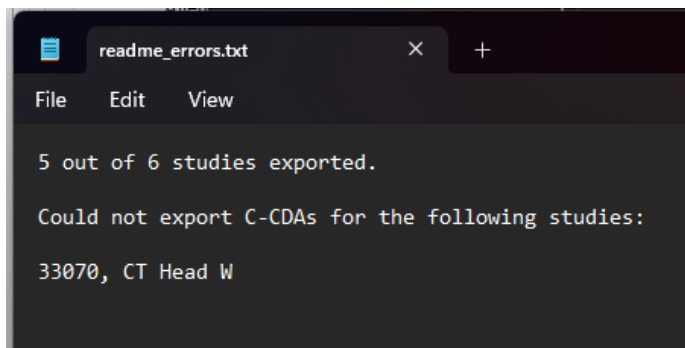 readme_errors.txt
File Edit View
5 out of 6 studies exported.
Could not export C-CDAs for the following studies:
33070, CT Head W